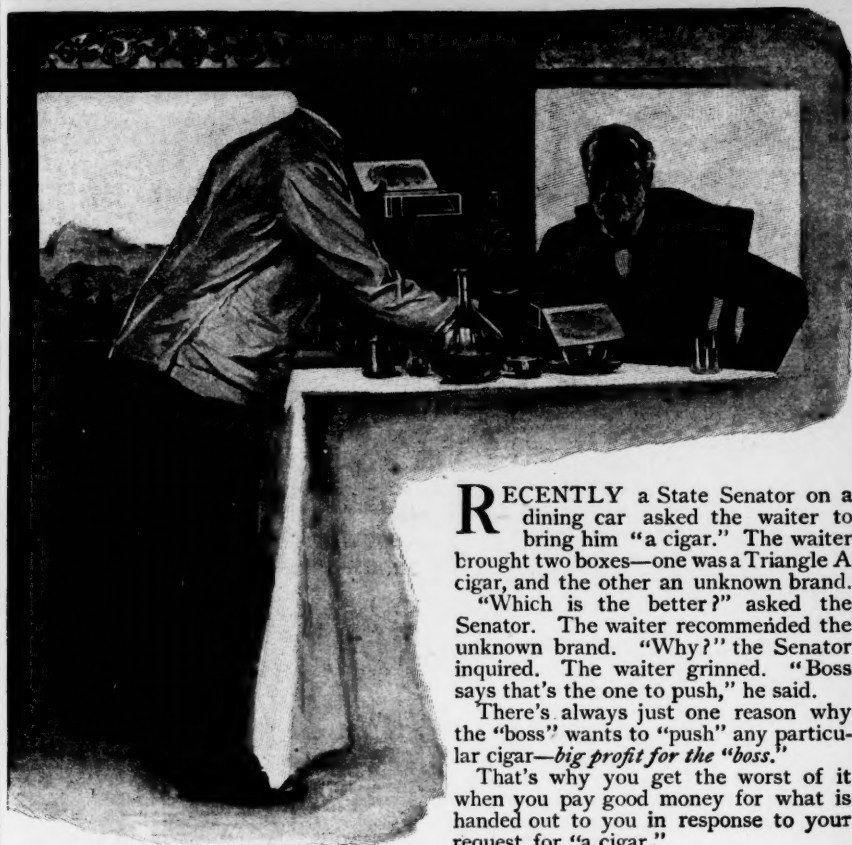 RECENTLY a State Senator on a
dining car asked the waiter to
bring him “a cigar.” The waiter
brought two boxes—one was a Triangle A
cigar, and the other an unknown brand.
“Which is the better?” asked the
Senator. The waiter recommended the
unknown brand. “Why?” the Senator
inquired. The waiter grinned. “Boss
says that's the one to push,” he said.
There's always just one reason why
the “boss” wants to “push” any particu-
lar cigar—big profit for the “boss.”
That's why you get the worst of it
when you pay good money for what is
handed out to you in response to your
request for “a cigar.”